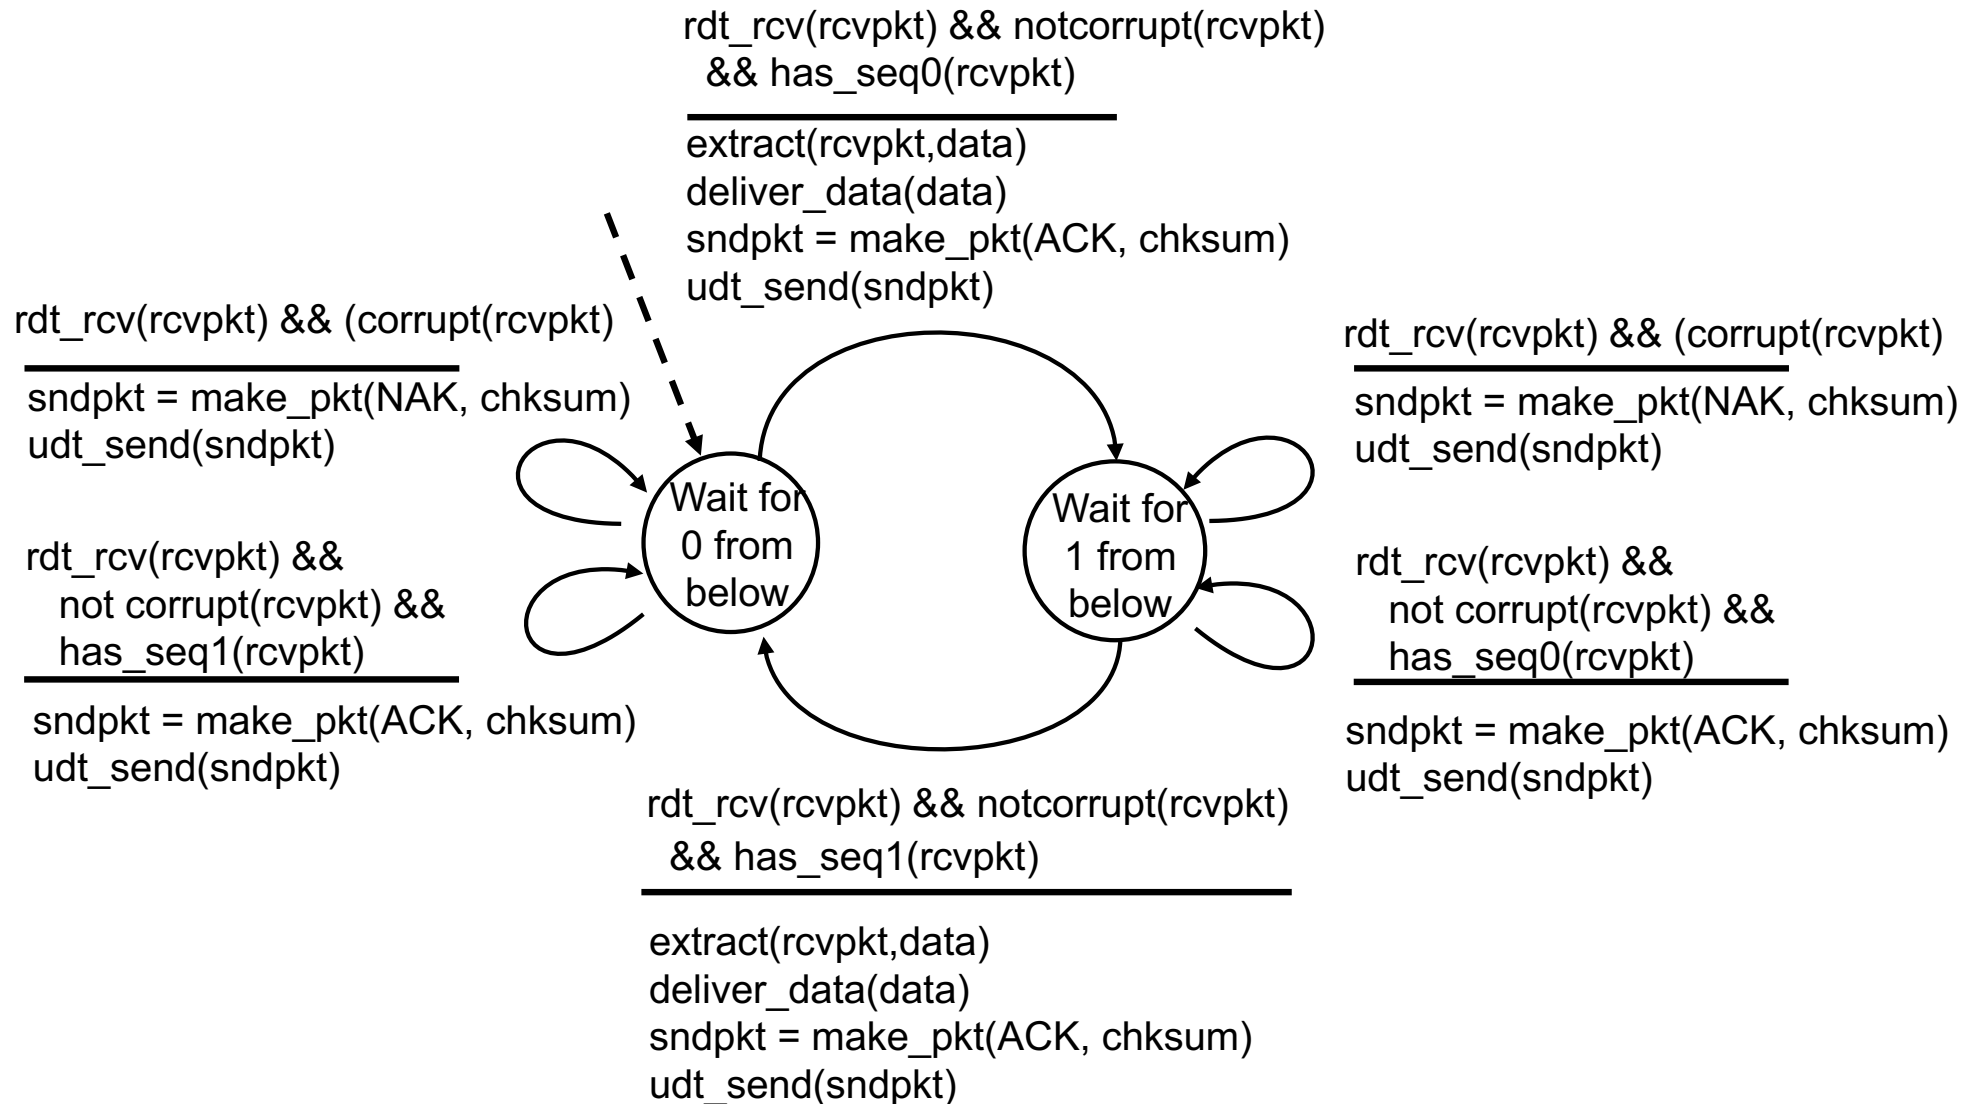 rdt_rcv(rcvpkt) && notcorrupt(rcvpkt)
&& has_seq0(rcvpkt)
extract(rcvpkt,data)
deliver_data(data)
sndpkt = make_pkt(ACK, chksum)
udt_send(sndpkt)
rdt_rcv(rcvpkt) && (corrupt(rcvpkt)
sndpkt = make_pkt(NAK, chksum)
udt_send(sndpkt)
rdt_rcv(rcvpkt) &&
not corrupt(rcvpkt) &&
has_seq1(rcvpkt)
sndpkt = make_pkt(ACK, chksum)
udt_send(sndpkt)
Wait for
0 from
below
Wait for
1 from
below
rdt_rcv(rcvpkt) && (corrupt(rcvpkt)
sndpkt = make_pkt(NAK, chksum)
udt_send(sndpkt)
rdt_rcv(rcvpkt) &&
not corrupt(rcvpkt) &&
has_seq0(rcvpkt)
sndpkt = make_pkt(ACK, chksum)
udt_send(sndpkt)
rdt_rcv(rcvpkt) && notcorrupt(rcvpkt)
&& has_seq1(rcvpkt)
extract(rcvpkt,data)
deliver_data(data)
sndpkt = make_pkt(ACK, chksum)
udt_send(sndpkt)